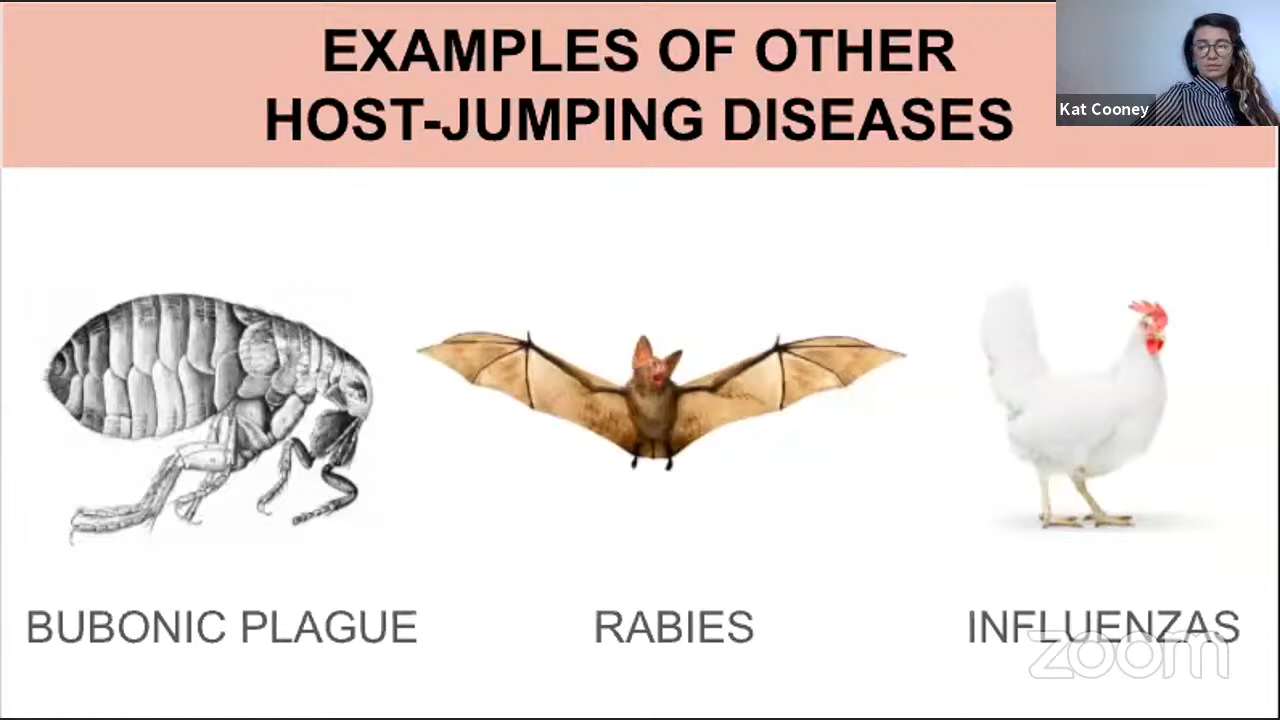 EXAMPLES OF OTHER
HOST-JUMPING DISEASES
Kat Cooney
BUBONIC PLAGUE
RABIES
INFLUENZAS
zoom